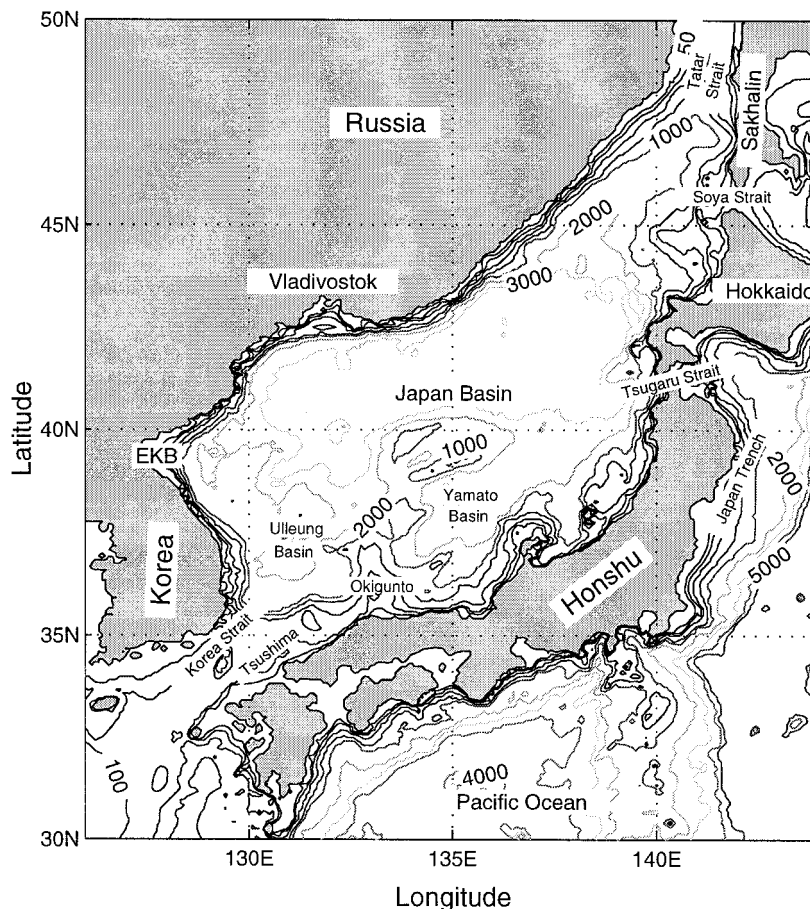 50N
50
Tatar
Strait
Sakhalin
Russia
1000
Soya Strait
45N
2000
Vladivostok
3000
Hokkaido
Japan Basin
Tsugaru Strait
Latitude
40N
EKB
1000
Japan Trench
2000
Yamato
Basin
2000
Ulleung
Basin
Korea
Okigunto
Honshu
5000
35N
Korea Strait
Tsushima
100
4000
Pacific Ocean
30N
130E
135E
140E
Longitude